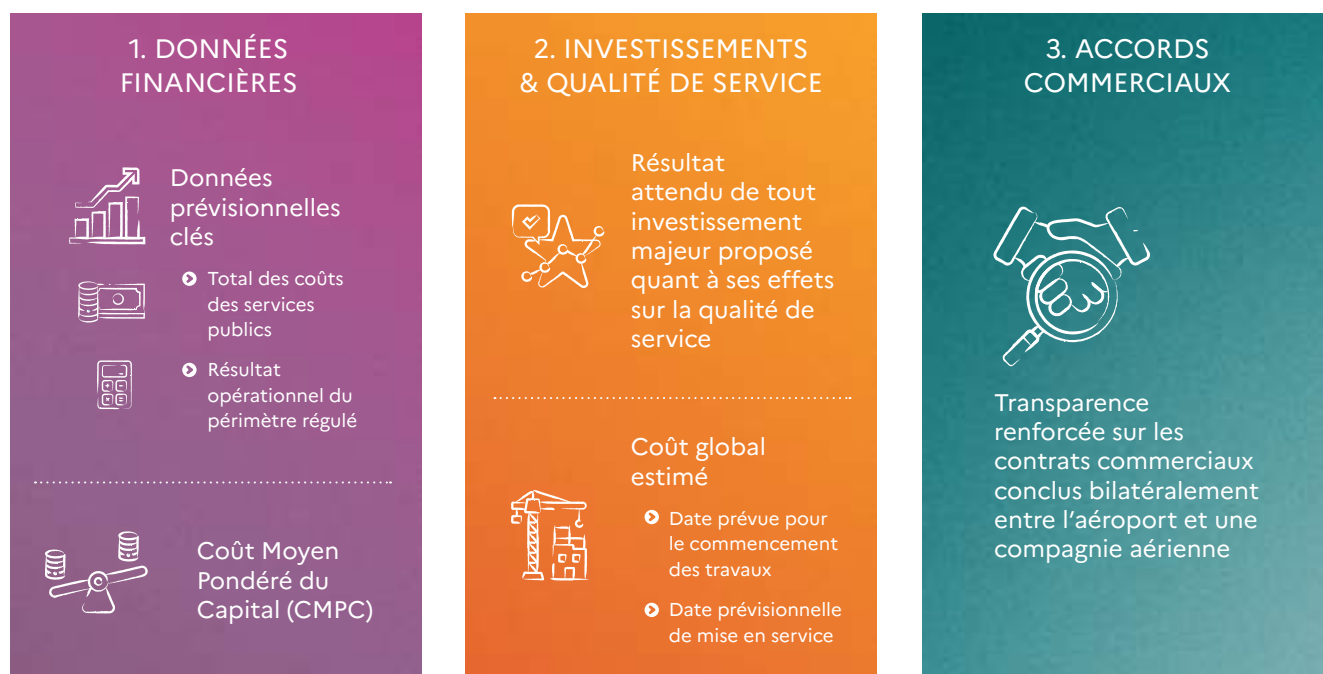 1. DONNÉES
FINANCIÈRES
Données
prévisionnelles
clés
Total des coûts
des services
publics
Résultat
opérationnel du
périmètre régulé
Coût Moyen
Pondéré du
Capital (CMPC)
2. INVESTISSEMENTS
& QUALITÉ DE SERVICE
Résultat
attendu de tout
investissement
majeur proposé
quant à ses effets
sur la qualité de
service
Coût global
estimé
Date prévue pour
le commencement
des travaux
Date prévisionnelle
de mise en service
3. ACCORDS
COMMERCIAUX
Transparence
renforcée sur les
contrats commerciaux
conclus bilatéralement
entre l’aéroport et une
compagnie aérienne